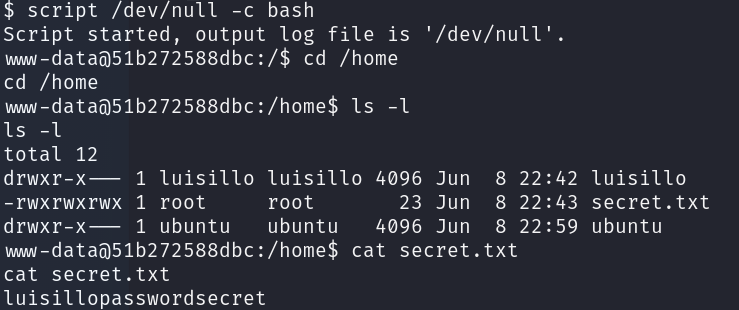 $ script /dev/null -c bash
Script started, output log file is '/dev/null'.
www-data@51b272588dbc:/$ cd /home
cd /home
www-data@51b272588dbc:/home$ ls -l
ls -l
total 12
drwxr-x--- 1 luisillo luisillo 4096 Jun  8 22:42 luisillo
-rwxrwxrwx 1 root     root       23 Jun  8 22:43 secret.txt
drwxr-x--- 1 ubuntu   ubuntu   4096 Jun  8 22:59 ubuntu
www-data@51b272588dbc:/home$ cat secret.txt
cat secret.txt
luisillopasswordsecret